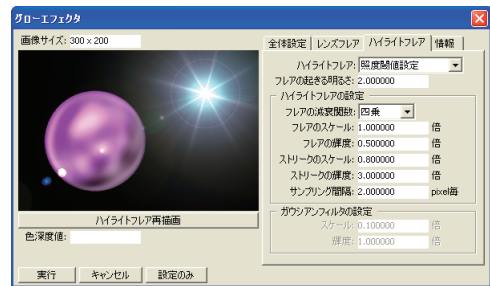 グローエフェクタ
画像サイズ: 300 x 200
全体設定 レンズフレア ハイライトフレア 情報
ハイライトフレア: 照度閾値設定
フレアの起きる明るさ: 2.000000
ハイライトフレアの設定
フレアの減衰関数: 四乗
フレアのスケール: 1.000000 倍
フレアの輝度: 0.500000 倍
ストリークのスケール: 0.800000 倍
ストリークの輝度: 3.000000 倍
サンプリング間隔: 2.000000 pixel毎
ガウシアンフィルタの設定
スケール: 0.100000 倍
輝度: 1.000000 倍
ハイライトフレア再描画
色深度値:
実行 キャンセル 設定のみ